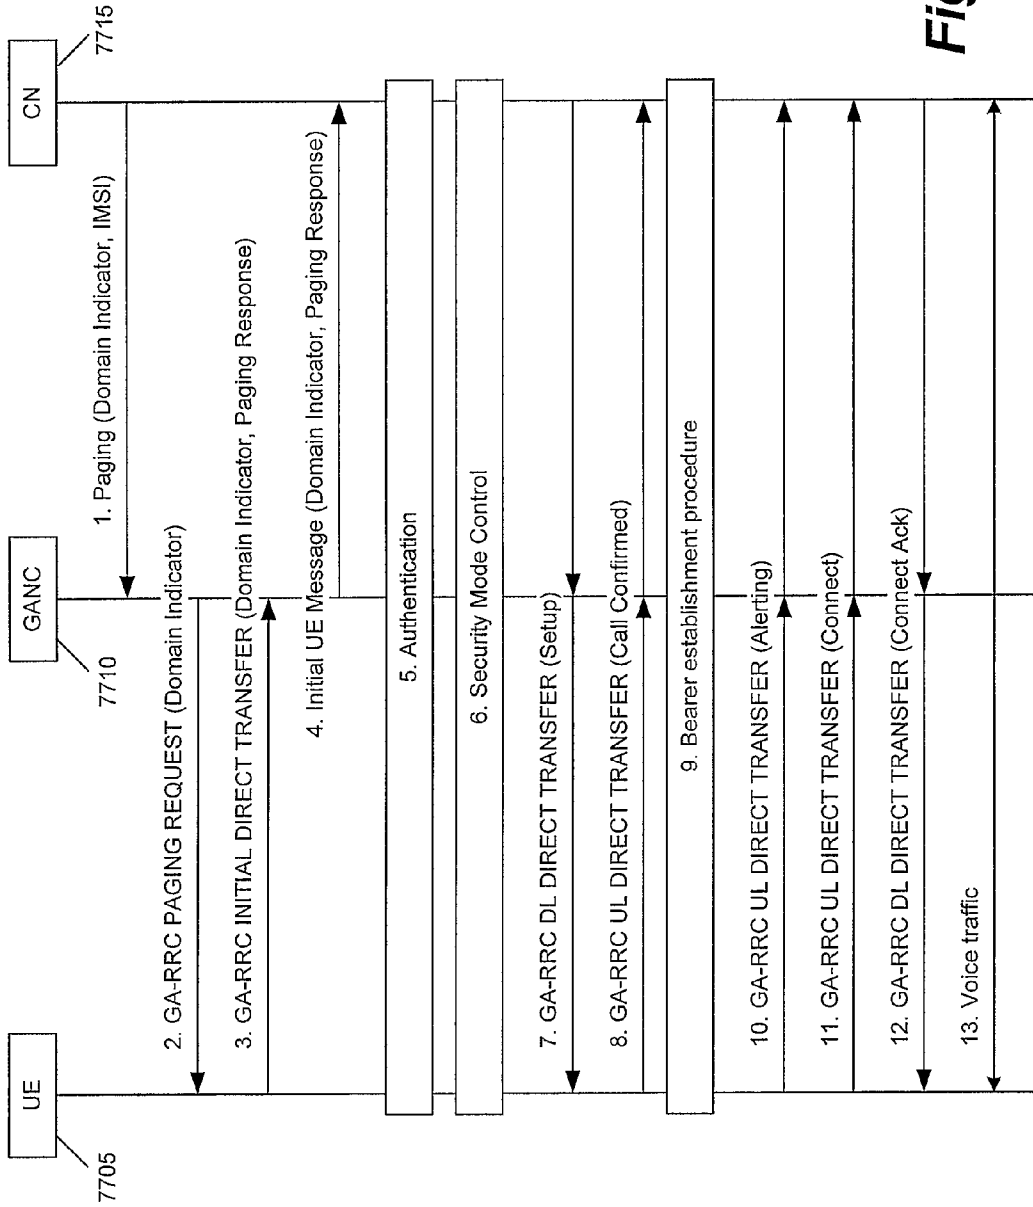 UE
GANC
CN
7705
7710
7715
1. Paging (Domain Indicator, IMSI)
2. GA-RRC PAGING REQUEST (Domain Indicator)
3. GA-RRC INITIAL DIRECT TRANSFER (Domain Indicator, Paging Response)
4. Initial UE Message (Domain Indicator, Paging Response)
5. Authentication
6. Security Mode Control
7. GA-RRC DL DIRECT TRANSFER (Setup)
8. GA-RRC UL DIRECT TRANSFER (Call Confirmed)
9. Bearer establishment procedure
10. GA-RRC UL DIRECT TRANSFER (Alerting)
11. GA-RRC UL DIRECT TRANSFER (Connect)
12. GA-RRC DL DIRECT TRANSFER (Connect Ack)
13. Voice traffic